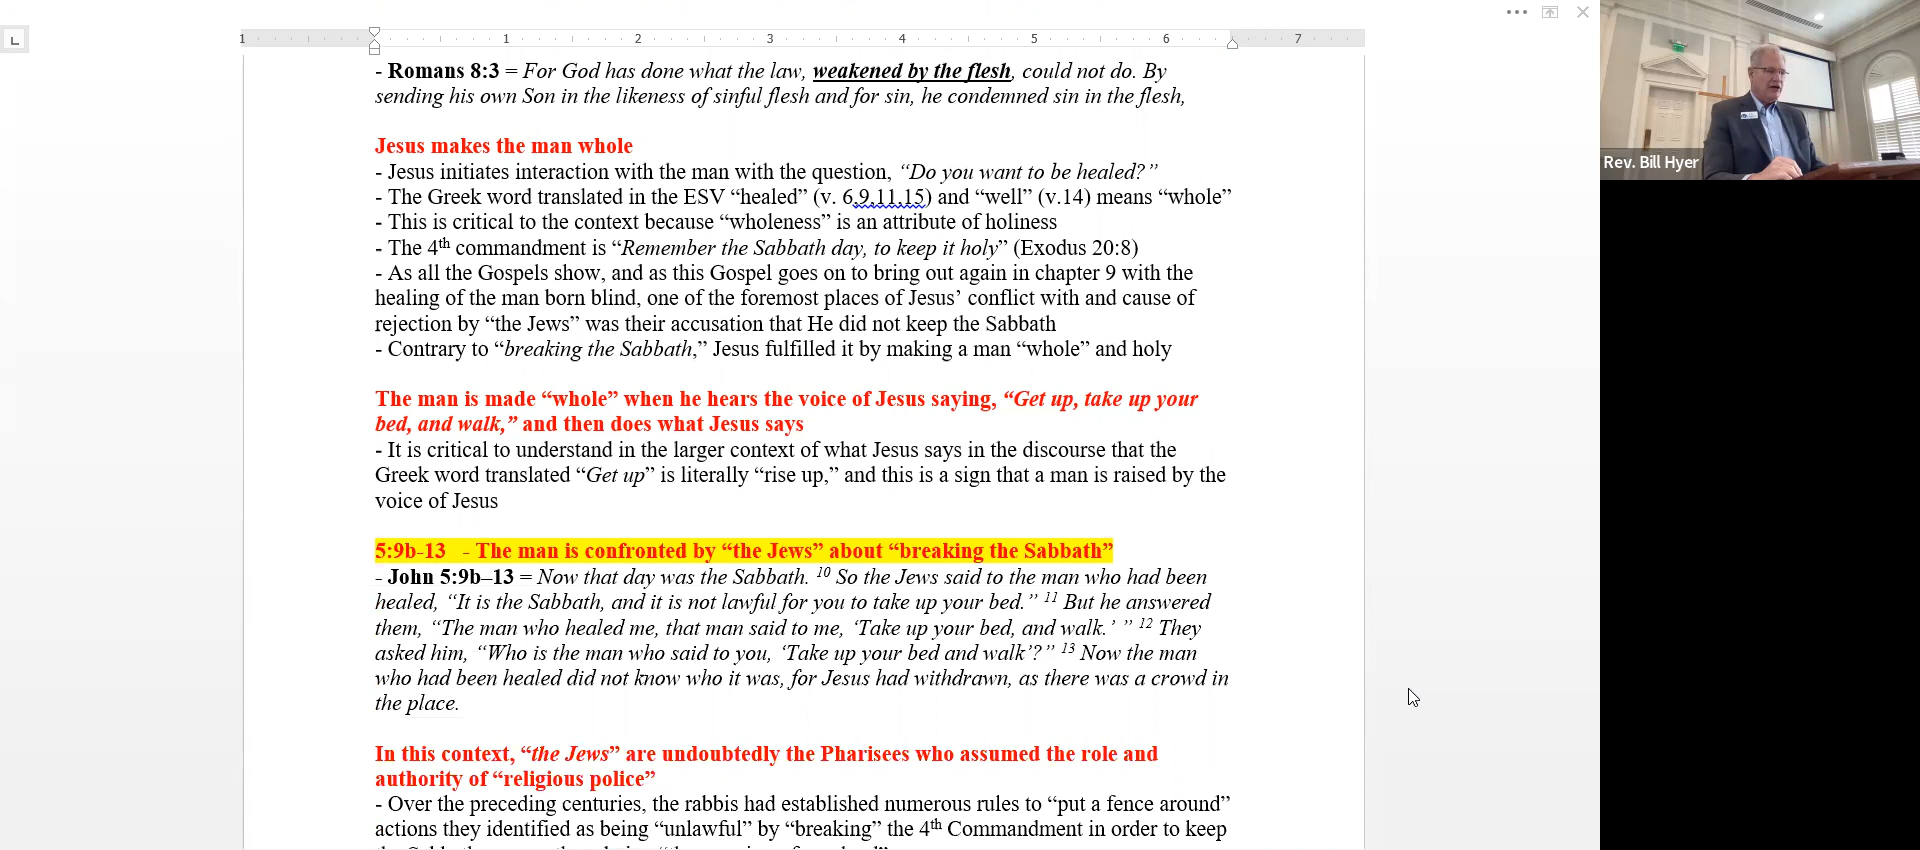 1 1 2 3 4 5 6 7
- Romans 8:3 = For God has done what the law, weakened by the flesh, could not do. By
sending his own Son in the likeness of sinful flesh and for sin, he condemned sin in the flesh,
Jesus makes the man whole
- Jesus initiates interaction with the man with the question, “Do you want to be healed?”
- The Greek word translated in the ESV “healed” (v. 6,9,11,15) and “well” (v.14) means “whole”
- This is critical to the context because “wholeness” is an attribute of holiness
- The 4th commandment is “Remember the Sabbath day, to keep it holy” (Exodus 20:8)
- As all the Gospels show, and as this Gospel goes on to bring out again in chapter 9 with the
healing of the man born blind, one of the foremost places of Jesus’ conflict with and cause of
rejection by “the Jews” was their accusation that He did not keep the Sabbath
- Contrary to “breaking the Sabbath,” Jesus fulfilled it by making a man “whole” and holy
The man is made “whole” when he hears the voice of Jesus saying, “Get up, take up your
bed, and walk,” and then does what Jesus says
- It is critical to understand in the larger context of what Jesus says in the discourse that the
Greek word translated “Get up” is literally “rise up,” and this is a sign that a man is raised by the
voice of Jesus
5:9b-13 - The man is confronted by “the Jews” about “breaking the Sabbath”
- John 5:9b–13 = Now that day was the Sabbath. 10 So the Jews said to the man who had been
healed, “It is the Sabbath, and it is not lawful for you to take up your bed.” 11 But he answered
them, “The man who healed me, that man said to me, ‘Take up your bed, and walk.’ ” 12 They
asked him, “Who is the man who said to you, ‘Take up your bed and walk’?” 13 Now the man
who had been healed did not know who it was, for Jesus had withdrawn, as there was a crowd in
the place.
In this context, “the Jews” are undoubtedly the Pharisees who assumed the role and
authority of “religious police”
- Over the preceding centuries, the rabbis had established numerous rules to “put a fence around”
actions they identified as being “unlawful” by “breaking” the 4th Commandment in order to keep
Rev. Bill Hyer